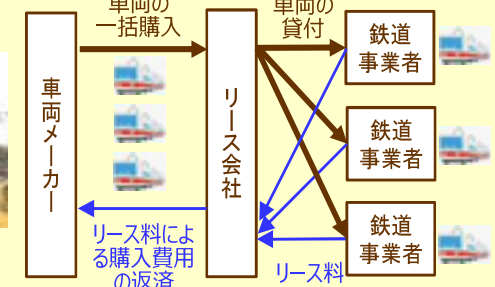 車両の
一括購入
車両の
貸付
車両メーカー
リース会社
鉄道
事業者
鉄道
事業者
鉄道
事業者
リース料によ
る購入費用
の返済
リース料